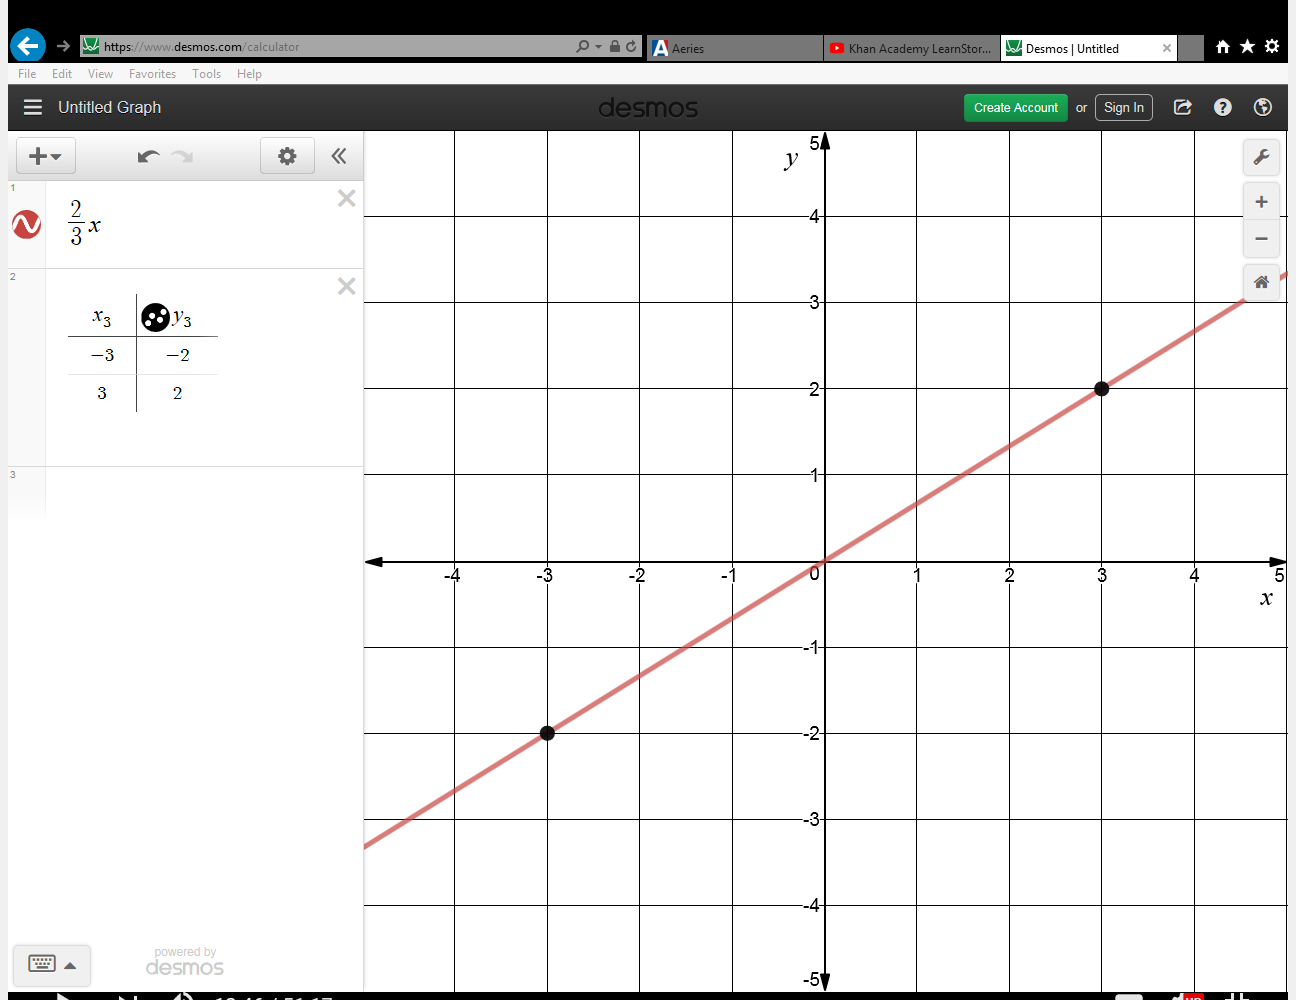 https://www.desmos.com/calculator
Aeries
Khan Academy LearnStor...
Desmos | Untitled
File Edit View Favorites Tools Help
Untitled Graph
desmos
Create Account or Sign In
1
2/3 x
2
x₃ y₃
−3 −2
3 2
3
y
5
4
3
2
1
-4 -3 -2 -1 0 1 2 3 4 5
x
-1
-2
-3
-4
-5
powered by
desmos